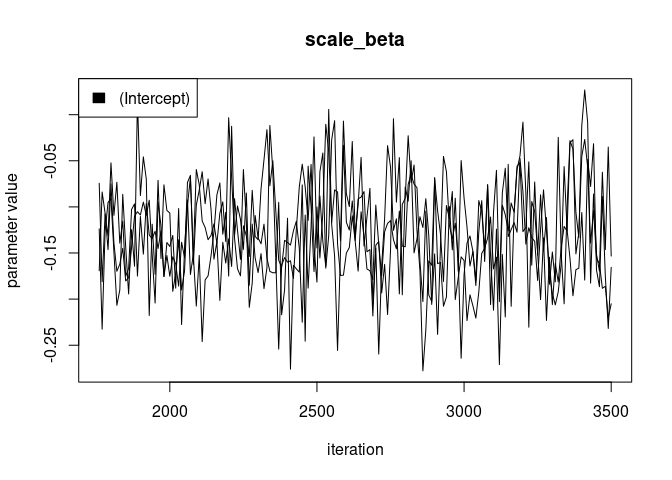 scale_beta
(Intercept)
parameter value
-0.05
-0.15
-0.25
2000
2500
3000
3500
iteration